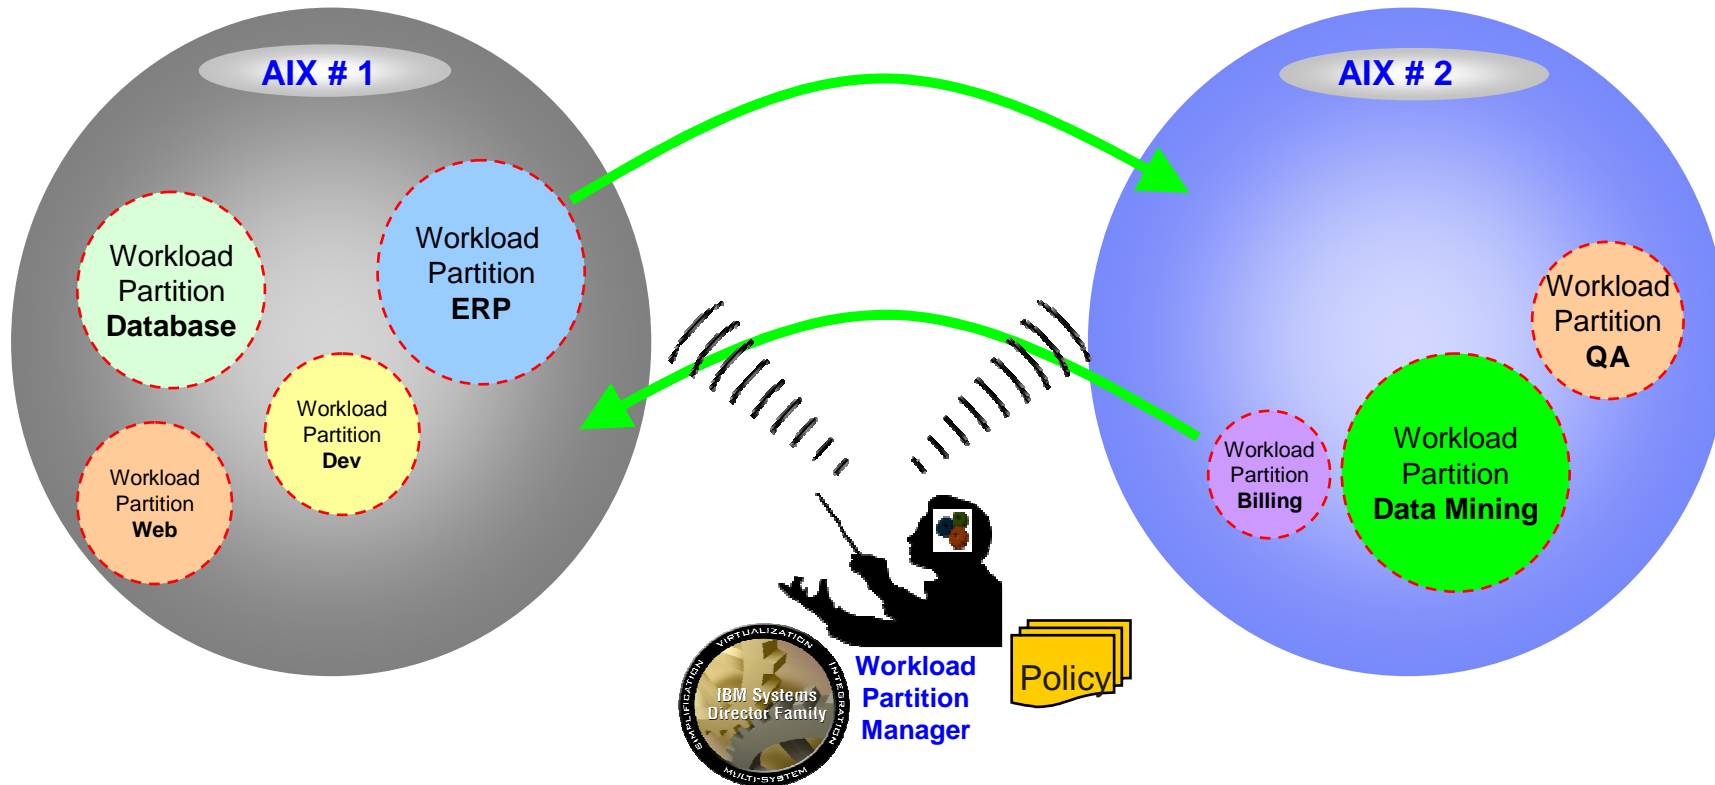 AIX # 1
AIX # 2
Workload
Partition
Database
Workload
Partition
ERP
Workload
Partition
Dev
Workload
Partition
Web
Workload
Partition
QA
Workload
Partition
Billing
Workload
Partition
Data Mining
SIMPLIFICATION VIRTUALIZATION INTEGRATION
IBM Systems
Director Family
MULTI-SYSTEM
Workload
Partition
Manager
Policy